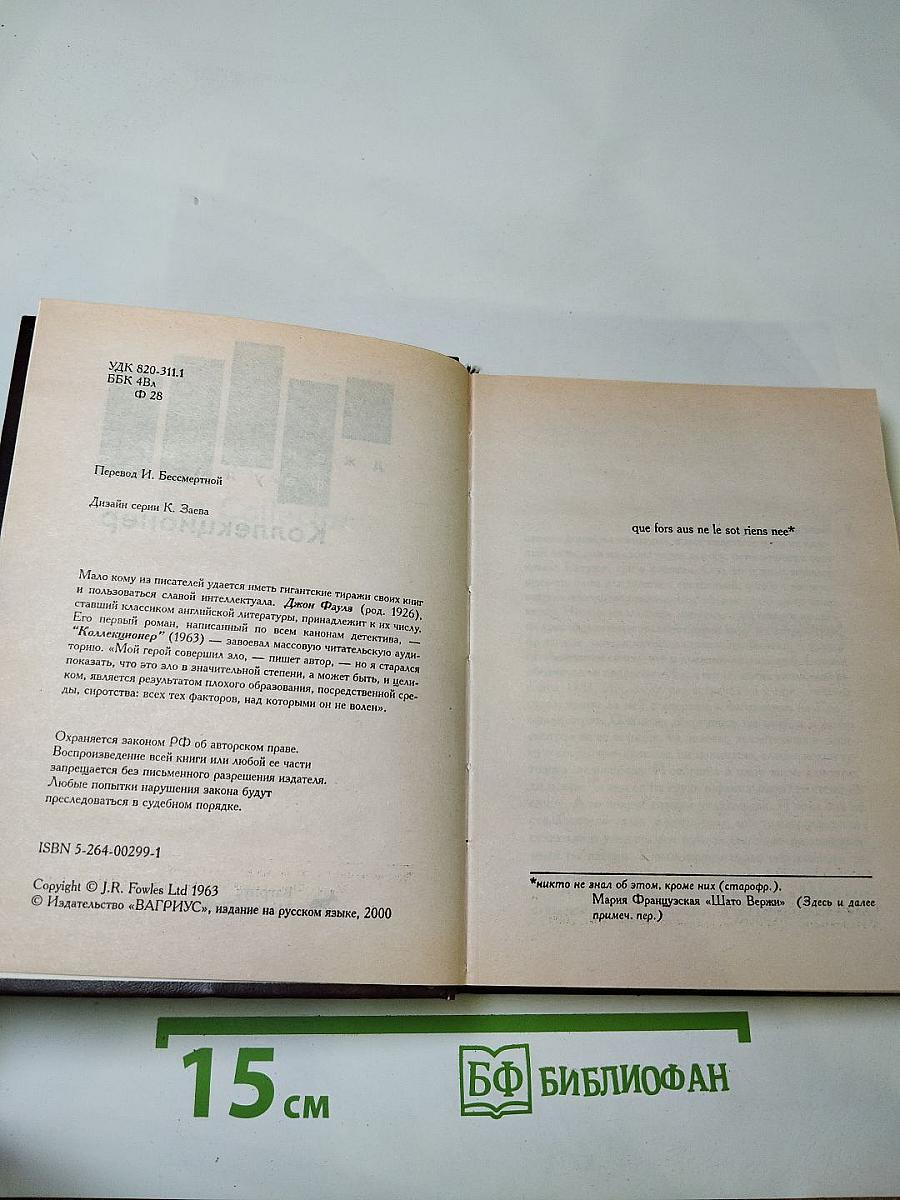 УДК 820-311.1
ББК 4Вл
Ф 28
Перевод И. Бессмертной
Дизайн серии К. Заева
Коллекционер
Мало кому из писателей удается иметь гигантские тиражи своих книг
и пользоваться славой интеллектуала. Джон Фаулз (род. 1926),
ставший классиком английской литературы, принадлежит к их числу.
Его первый роман, написанный по всем канонам детектива, —
"Коллекционер" (1963) — завоевал массовую читательскую ауди-
торию. «Мой герой совершил зло, — пишет автор, — но я старался
показать, что это зло в значительной степени, а может быть, и цели-
ком, является результатом плохого образования, посредственной сре-
ды, сиротства: всех тех факторов, над которыми он не волен».
Охраняется законом РФ об авторском праве.
Воспроизведение всей книги или любой ее части
запрещается без письменного разрешения издателя.
Любые попытки нарушения закона будут
преследоваться в судебном порядке.
ISBN 5-264-00299-1
Copyright © J.R. Fowles Ltd 1963
© Издательство «ВАГРИУС», издание на русском языке, 2000
que fors aus ne le sot riens nee*
*никто не знал об этом, кроме них (старофр.).
Мария Французская «Шато Вержи» (Здесь и далее
примеч. пер.)
15 см
БФ БИБЛИОФАН